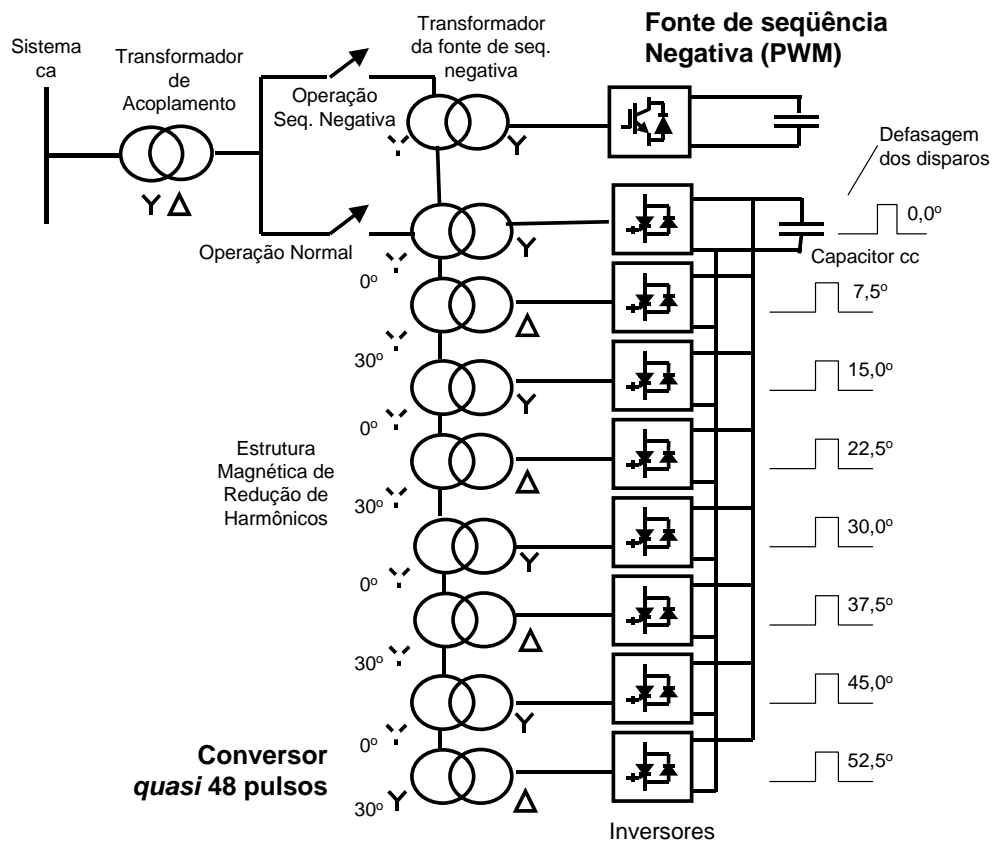 Sistema
ca
Transformador
de
Acoplamento
Operação
Seq. Negativa
Operação Normal
Transformador
da fonte de seq.
negativa
Fonte de seqüência
Negativa (PWM)
Defasagem
dos disparos
Capacitor cc
0,0º
7,5º
15,0º
22,5º
30,0º
37,5º
45,0º
52,5º
0º
30º
0º
30º
0º
30º
0º
30º
Estrutura
Magnética de
Redução de
Harmônicos
Conversor
quasi 48 pulsos
Inversores